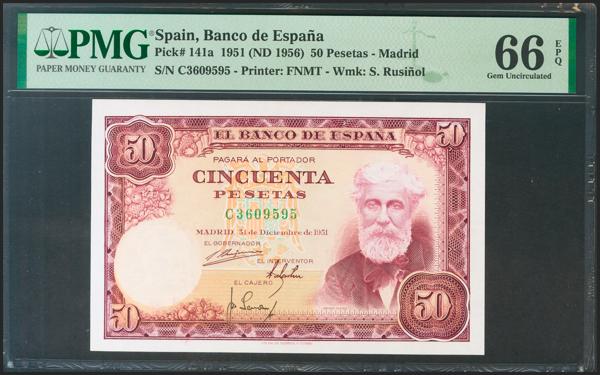 PMG
PAPER MONEY GUARANTY
Spain, Banco de España
Pick# 141a 1951 (ND 1956) 50 Pesetas - Madrid
S/N C3609595 - Printer: FNMT - Wmk: S. Rusiñol
66 EPQ
Gem Uncirculated
50
EL BANCO DE ESPAÑA
50
PAGARÁ AL PORTADOR
CINCUENTA
PESETAS
C3609595
MADRID, 31 de Diciembre de 1951
EL GOBERNADOR
EL INTERVENTOR
EL CAJERO
50
50